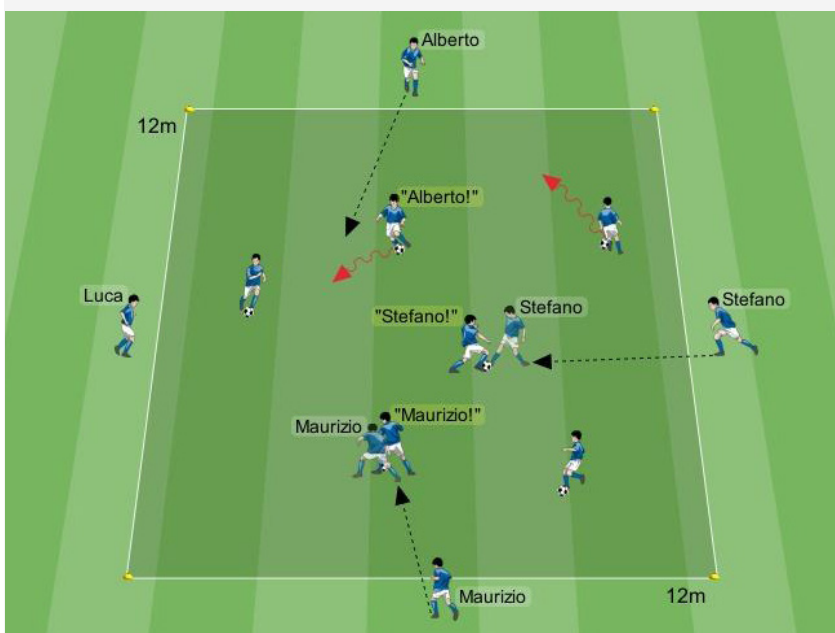 Alberto
12m
"Alberto!"
Luca
"Stefano!"
Stefano
Stefano
Maurizio
"Maurizio!"
Maurizio
12m